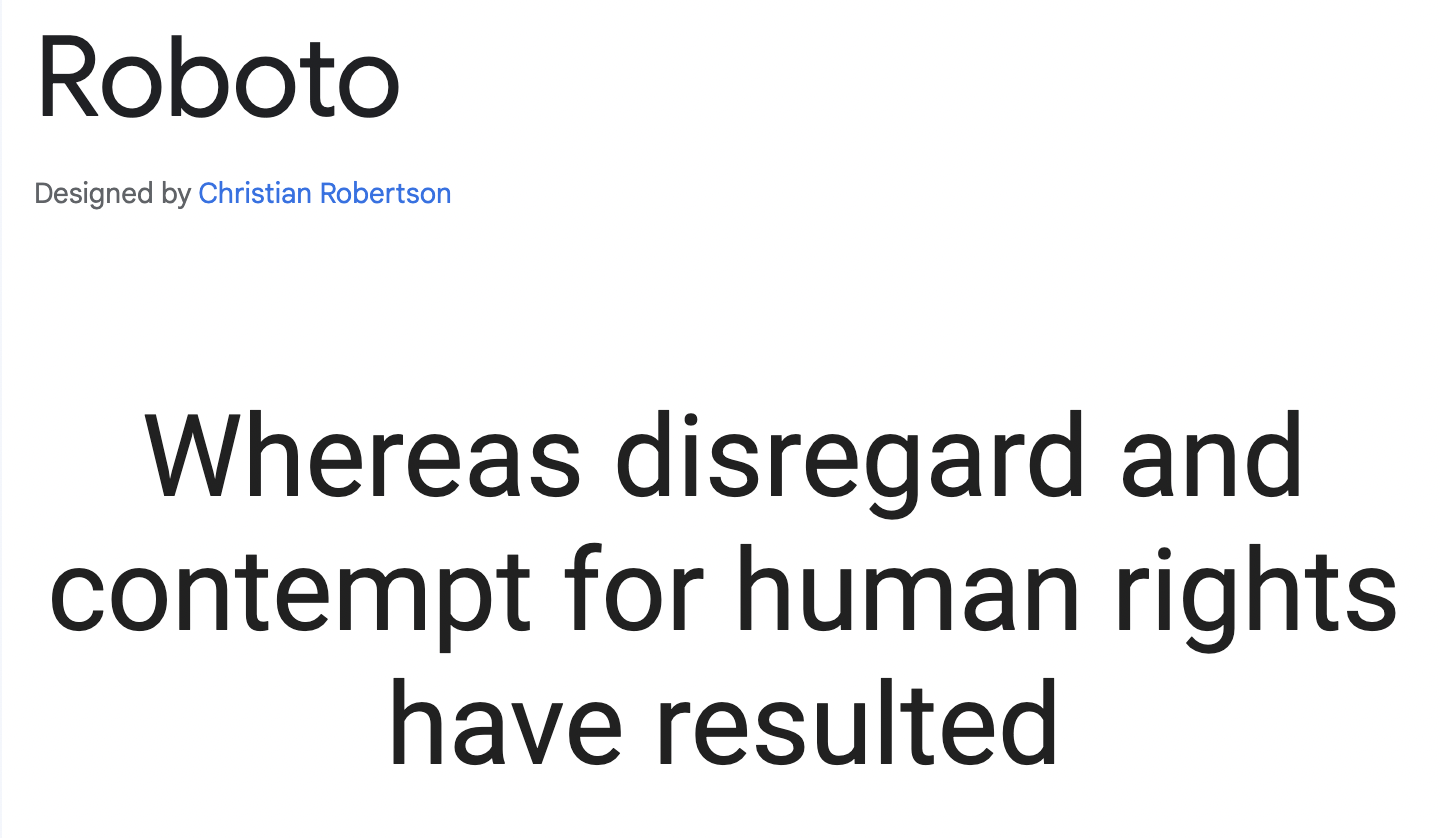 Roboto
Designed by Christian Robertson
Whereas disregard and
contempt for human rights
have resulted